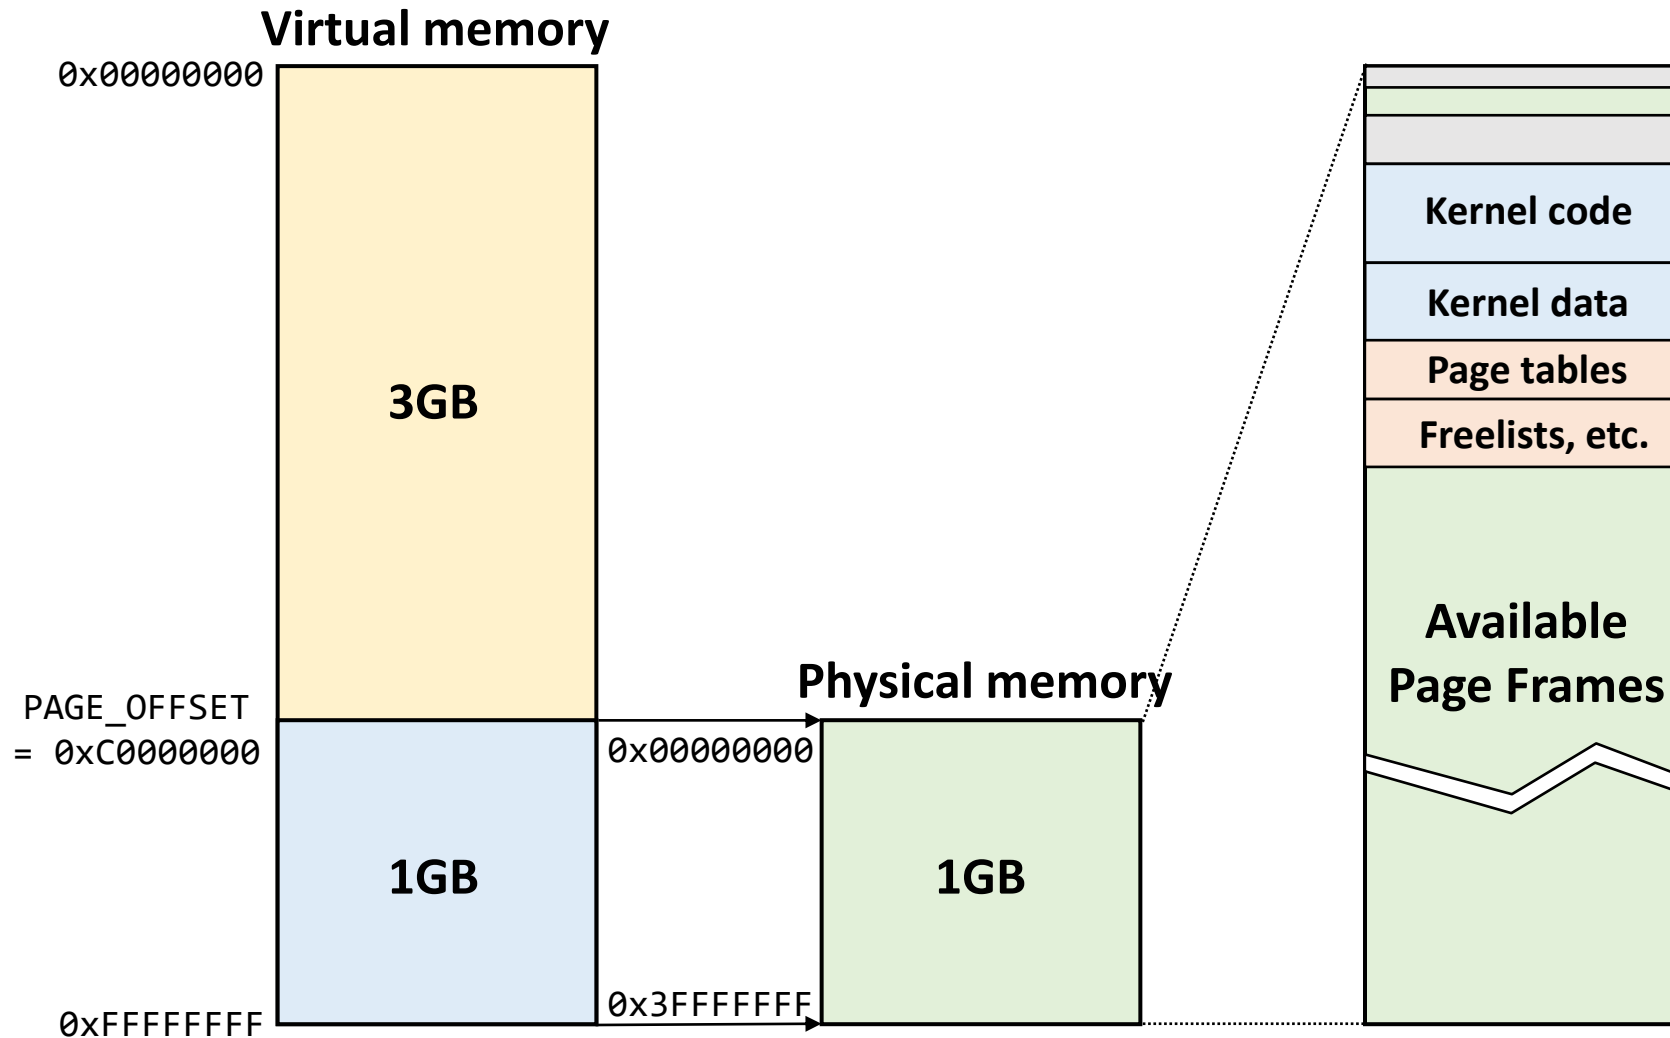 Virtual memory
0x00000000
3GB
PAGE_OFFSET
= 0xC0000000
1GB
0xFFFFFFFF
Physical memory
0x00000000
1GB
0x3FFFFFFF
Kernel code
Kernel data
Page tables
Freelists, etc.
Available
Page Frames